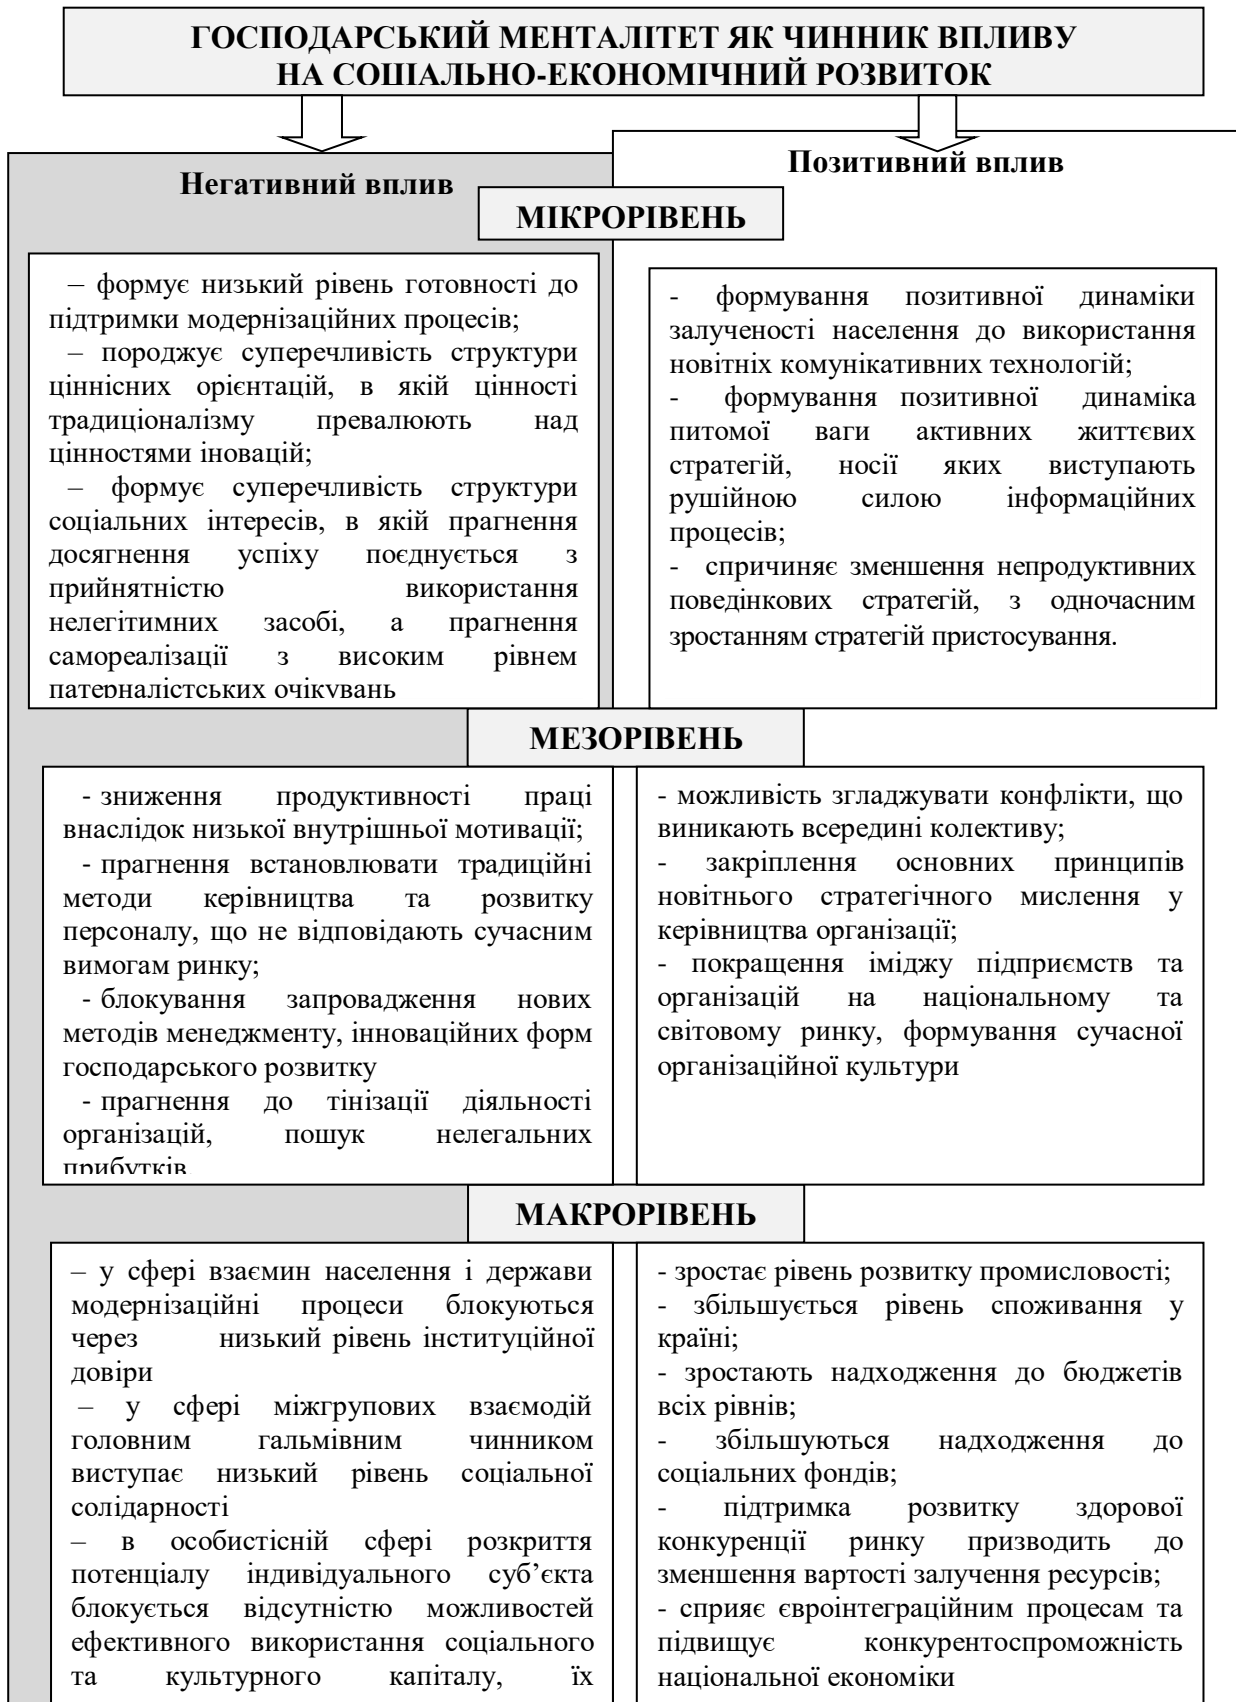 ГОСПОДАРСЬКИЙ МЕНТАЛІТЕТ ЯК ЧИННИК ВПЛИВУ
НА СОЦІАЛЬНО-ЕКОНОМІЧНИЙ РОЗВИТОК
Негативний вплив
Позитивний вплив
МІКРОРІВЕНЬ
– формує низький рівень готовності до
підтримки модернізаційних процесів;
– породжує суперечливість структури
ціннісних орієнтацій, в якій цінності
традиціоналізму превалюють над
цінностями іновацій;
– формує суперечливість структури
соціальних інтересів, в якій прагнення
досягнення успіху поєднується з
прийнятністю використання
нелегітимних засобі, а прагнення
самореалізації з високим рівнем
патерналістських очікувань
- формування позитивної динаміки
залученості населення до використання
новітніх комунікативних технологій;
- формування позитивної динаміка
питомої ваги активних життєвих
стратегій, носії яких виступають
рушійною силою інформаційних
процесів;
- спричиняє зменшення непродуктивних
поведінкових стратегій, з одночасним
зростанням стратегій пристосування.
МЕЗОРІВЕНЬ
- зниження продуктивності праці
внаслідок низької внутрішньої мотивації;
- прагнення встановлювати традиційні
методи керівництва та розвитку
персоналу, що не відповідають сучасним
вимогам ринку;
- блокування запровадження нових
методів менеджменту, інноваційних форм
господарського розвитку
- прагнення до тінізації діяльності
організацій, пошук нелегальних
прибутків
- можливість згладжувати конфлікти, що
виникають всередині колективу;
- закріплення основних принципів
новітнього стратегічного мислення у
керівництва організації;
- покращення іміджу підприємств та
організацій на національному та
світовому ринку, формування сучасної
організаційної культури
МАКРОРІВЕНЬ
– у сфері взаємин населення і держави
модернізаційні процеси блокуються
через низький рівень інституційної
довіри
– у сфері міжгрупових взаємодій
головним гальмівним чинником
виступає низький рівень соціальної
солідарності
– в особистісній сфері розкриття
потенціалу індивідуального суб’єкта
блокується відсутністю можливостей
ефективного використання соціального
та культурного капіталу, їх
- зростає рівень розвитку промисловості;
- збільшується рівень споживання у
країні;
- зростають надходження до бюджетів
всіх рівнів;
- збільшуються надходження до
соціальних фондів;
- підтримка розвитку здорової
конкуренції ринку призводить до
зменшення вартості залучення ресурсів;
- сприяє євроінтеграційним процесам та
підвищує конкурентоспроможність
національної економіки